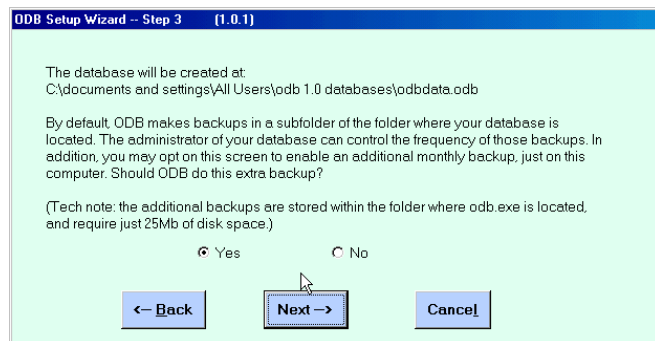 ODB Setup Wizard -- Step 3 (1.0.1)
The database will be created at:
C:\documents and settings\All Users\odb 1.0 databases\odbdata.odb
By default, ODB makes backups in a subfolder of the folder where your database is
located. The administrator of your database can control the frequency of those backups. In
addition, you may opt on this screen to enable an additional monthly backup, just on this
computer. Should ODB do this extra backup?
(Tech note: the additional backups are stored within the folder where odb.exe is located,
and require just 25Mb of disk space.)
Yes No
<-- Back Next --> Cancel